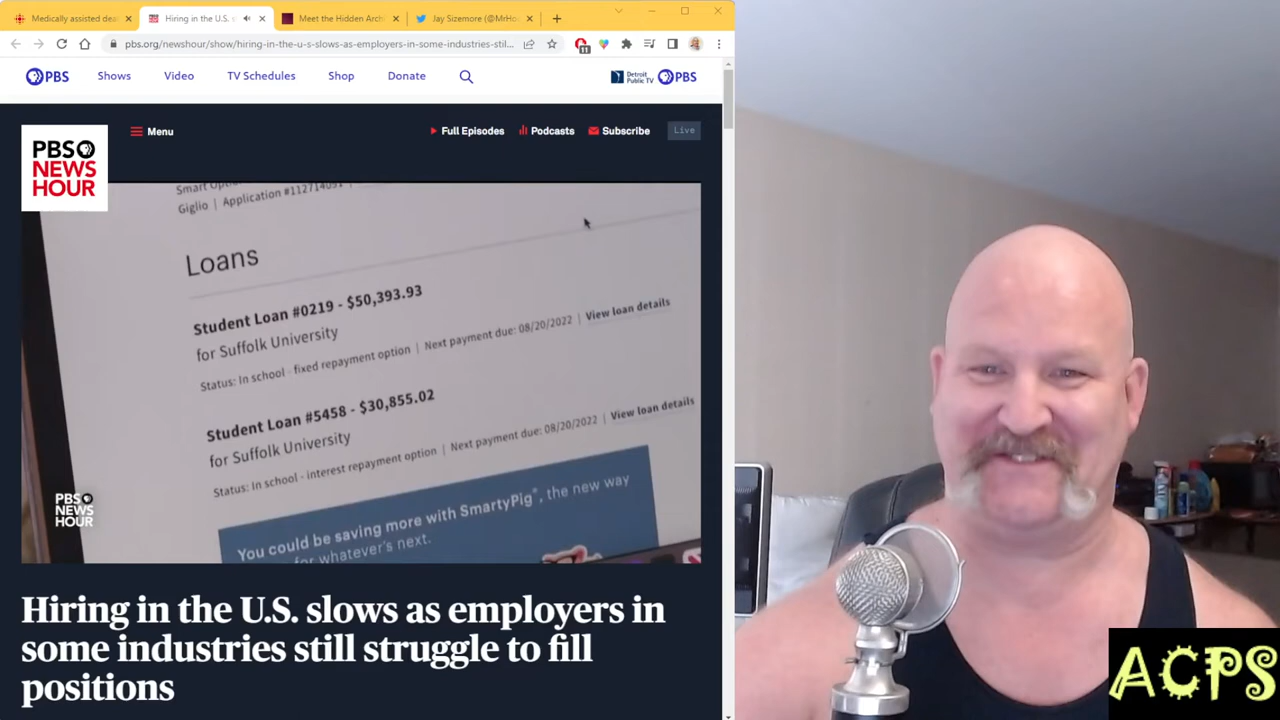 Medically assisted dea
Hiring in the U.S. s
Meet the Hidden Arch
Jay Sizemore (@MrHo
pbs.org/newshour/show/hiring-in-the-u-s-slows-as-employers-in-some-industries-stil...
11
PBS
Shows
Video
TV Schedules
Shop
Donate
Detroit
Public TV
PBS
PBS
NEWS
HOUR
Menu
Full Episodes
Podcasts
Subscribe
Live
Giglio | Application
Loans
Student Loan #0219 - $50,393.93
for Suffolk University
Status: In school - fixed repayment option | Next payment due: 08/20/2022 | View loan details
Student Loan #5458 - $30,855.02
for Suffolk University
Status: In school - interest repayment option | Next payment due: 08/20/2022 | View loan details
You could be saving more with SmartyPig®, the new way
for whatever's next.
PBS
NEWS
HOUR
Hiring in the U.S. slows as employers in
some industries still struggle to fill
positions
ACPS